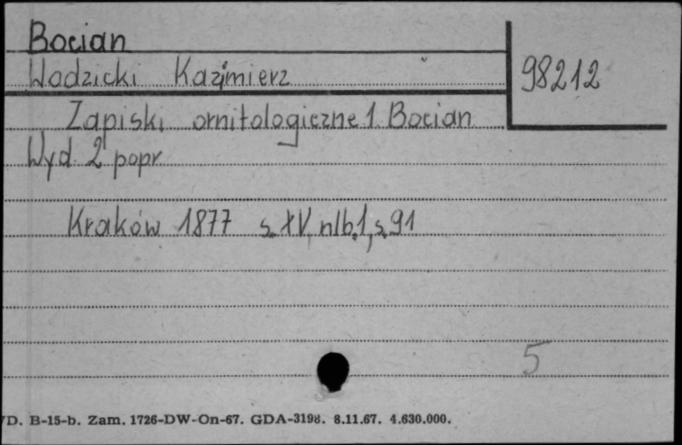 Bocian
Wodzicki Kazimierz
98212
Zapiski ornitologiczne 1. Bocian
Wyd. 2 popr
Kraków 1877 s. XV, nlb. 1, s. 91
5
D. B-15-b. Zam. 1726-DW-On-67. GDA-3198. 8.11.67. 4.630.000.